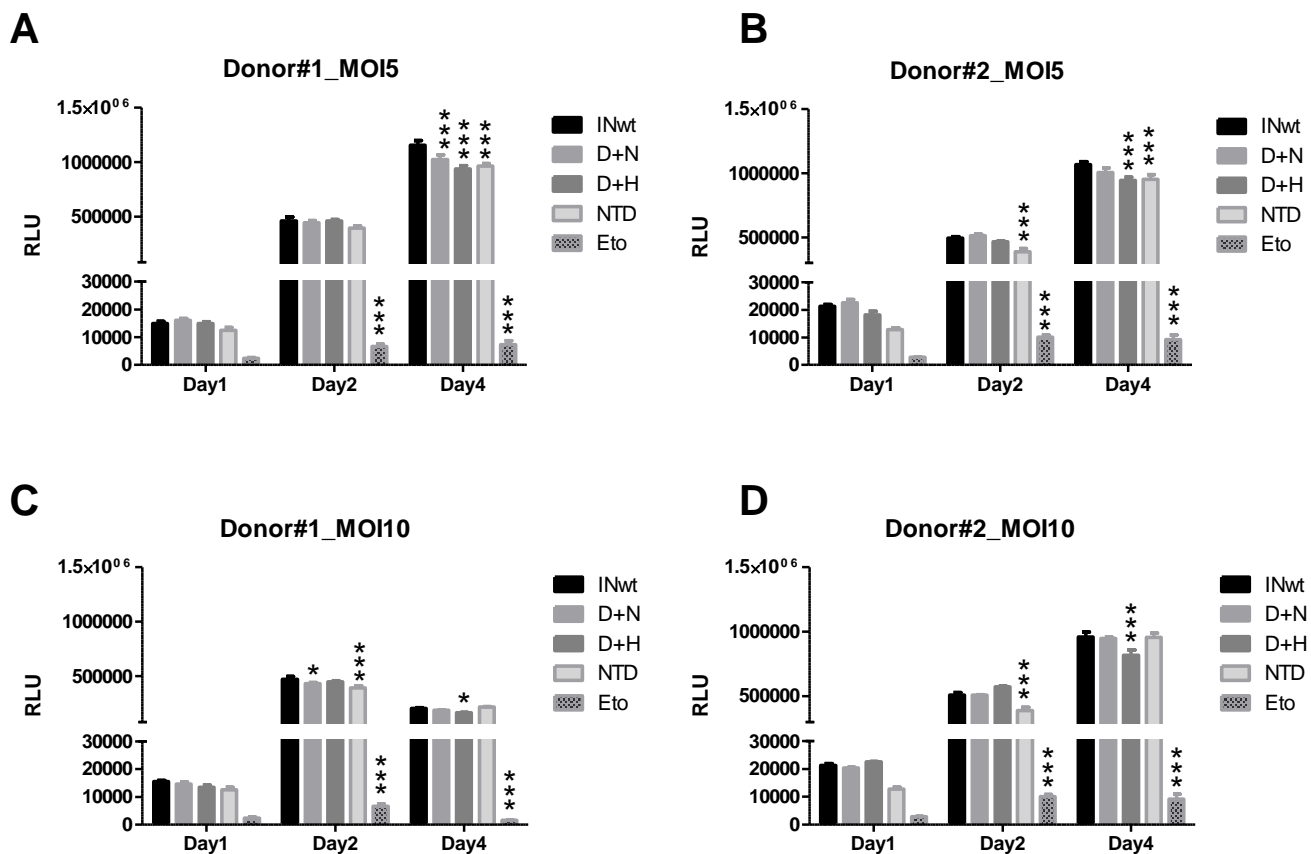 A
Donor#1_MOI5
RLU
1.5×10⁰⁶
1000000
500000
30000
20000
10000
0
***
***
***
***
***
Day1 Day2 Day4
INwt
D+N
D+H
NTD
Eto
B
Donor#2_MOI5
RLU
1.5×10⁰⁶
1000000
500000
30000
20000
10000
0
***
***
***
***
***
Day1 Day2 Day4
INwt
D+N
D+H
NTD
Eto
C
Donor#1_MOI10
RLU
1.5×10⁰⁶
1000000
500000
30000
20000
10000
0
*
***
***
*
***
Day1 Day2 Day4
INwt
D+N
D+H
NTD
Eto
D
Donor#2_MOI10
RLU
1.5×10⁰⁶
1000000
500000
30000
20000
10000
0
***
***
***
***
Day1 Day2 Day4
INwt
D+N
D+H
NTD
Eto